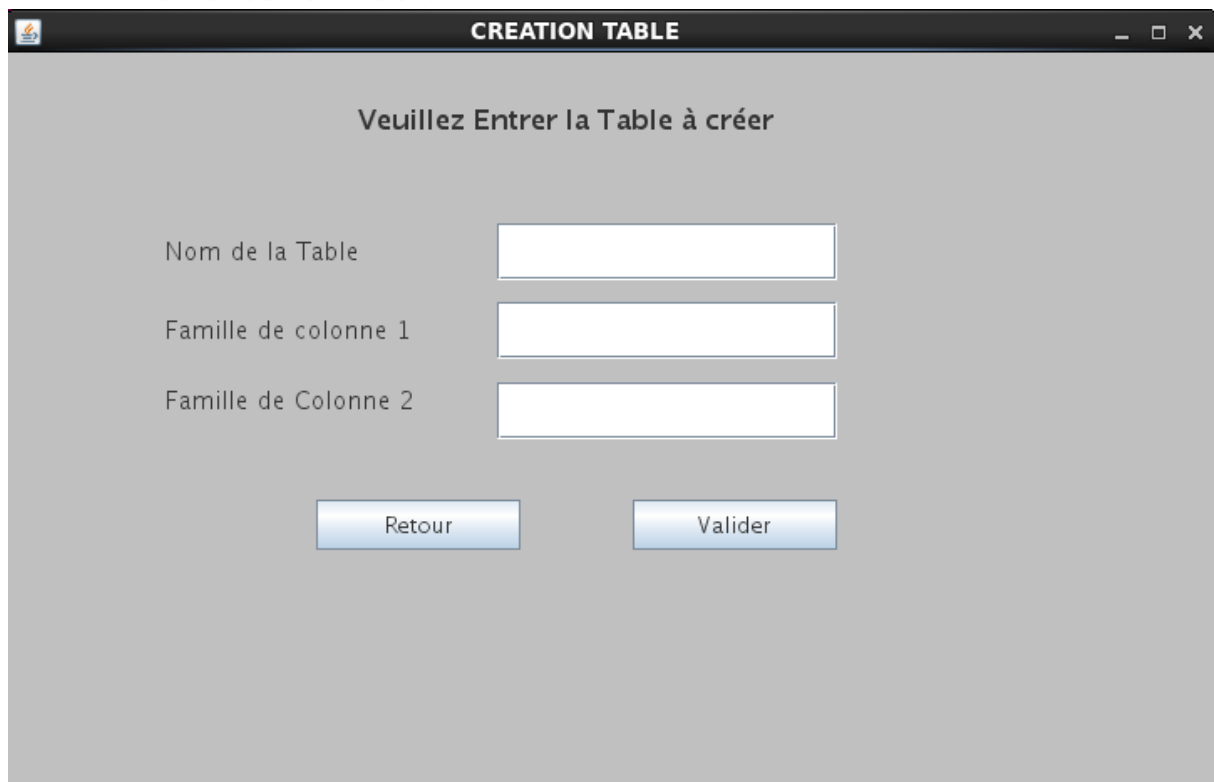 CREATION TABLE
Veuillez Entrer la Table à créer
Nom de la Table
Famille de colonne 1
Famille de Colonne 2
Retour
Valider